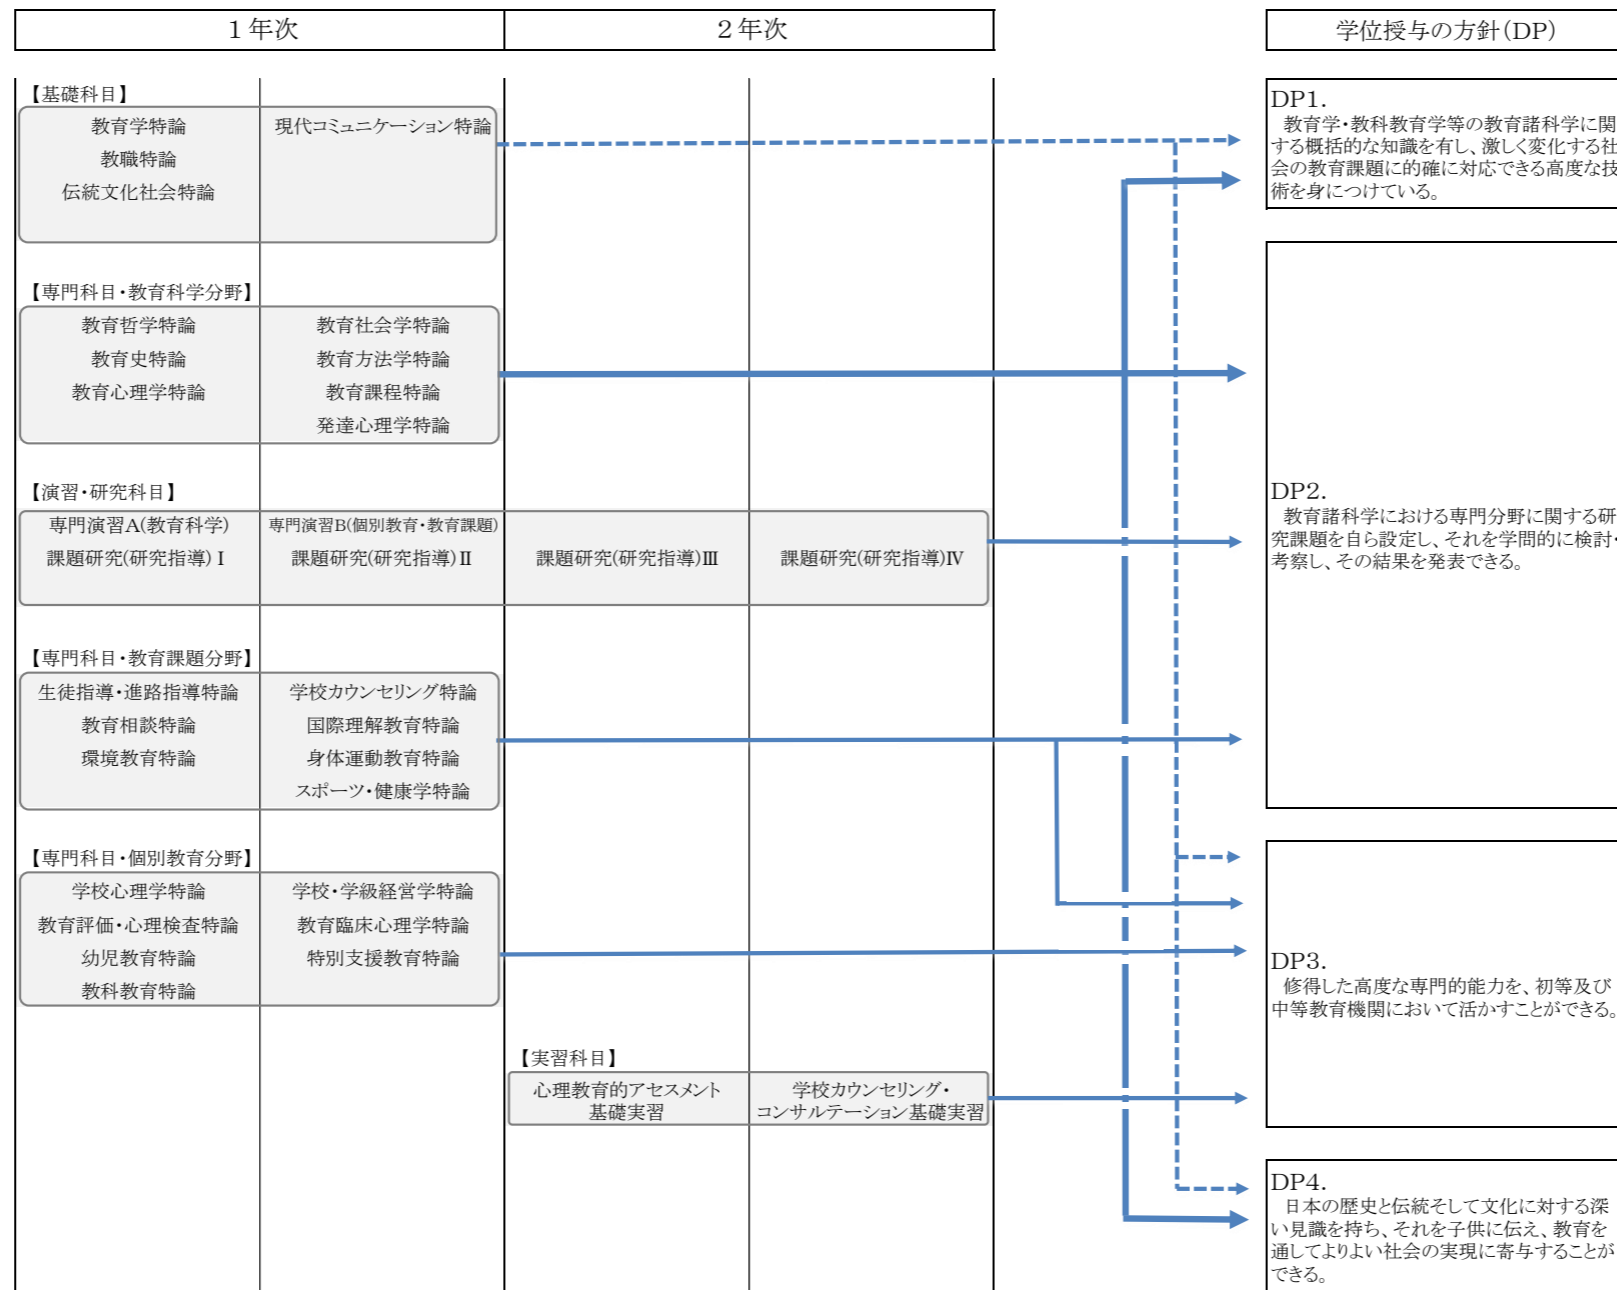 1年次
2年次
学位授与の方針(DP)
【基礎科目】
教育学特論
現代コミュニケーション特論
教職特論
伝統文化社会特論
DP1.
教育学・教科教育学等の教育諸科学に関
する概括的な知識を有し、激しく変化する社
会の教育課題に的確に対応できる高度な技
術を身につけている。
【専門科目・教育科学分野】
教育哲学特論
教育社会学特論
教育史特論
教育方法学特論
教育心理学特論
教育課程特論
発達心理学特論
【演習・研究科目】
専門演習A(教育科学)
専門演習B(個別教育・教育課題)
課題研究(研究指導)Ⅰ
課題研究(研究指導)Ⅱ
課題研究(研究指導)Ⅲ
課題研究(研究指導)Ⅳ
DP2.
教育諸科学における専門分野に関する研
究課題を自ら設定し、それを学問的に検討・
考察し、その結果を発表できる。
【専門科目・教育課題分野】
生徒指導・進路指導特論
学校カウンセリング特論
教育相談特論
国際理解教育特論
環境教育特論
身体運動教育特論
スポーツ・健康学特論
【専門科目・個別教育分野】
学校心理学特論
学校・学級経営学特論
教育評価・心理検査特論
教育臨床心理学特論
幼児教育特論
特別支援教育特論
教科教育特論
DP3.
修得した高度な専門的能力を、初等及び
中等教育機関において活かすことができる。
【実習科目】
心理教育的アセスメント
基礎実習
学校カウンセリング・
コンサルテーション基礎実習
DP4.
日本の歴史と伝統そして文化に対する深
い見識を持ち、それを子供に伝え、教育を
通してよりよい社会の実現に寄与することが
できる。